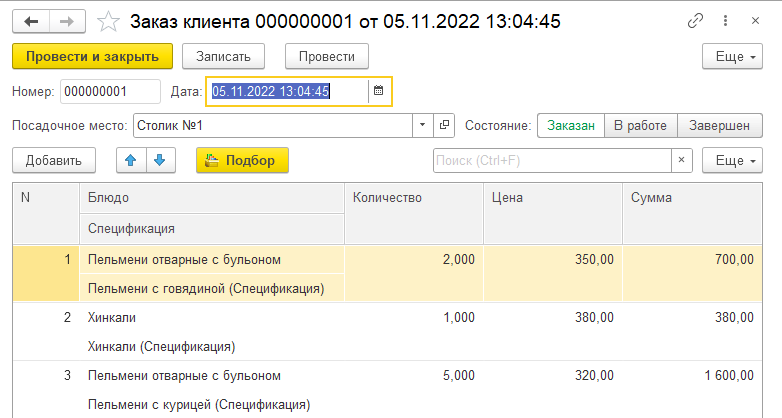 Заказ клиента 000000001 от 05.11.2022 13:04:45
Провести и закрыть Записать Провести Еще
Номер: 000000001 Дата: 05.11.2022 13:04:45
Посадочное место: Столик №1 Состояние: Заказан В работе Завершен
Добавить Подбор Поиск (Ctrl+F) × Еще
N Блюдо Количество Цена Сумма
Спецификация
1 Пельмени отварные с бульоном 2,000 350,00 700,00
Пельмени с говядиной (Спецификация)
2 Хинкали 1,000 380,00 380,00
Хинкали (Спецификация)
3 Пельмени отварные с бульоном 5,000 320,00 1 600,00
Пельмени с курицей (Спецификация)